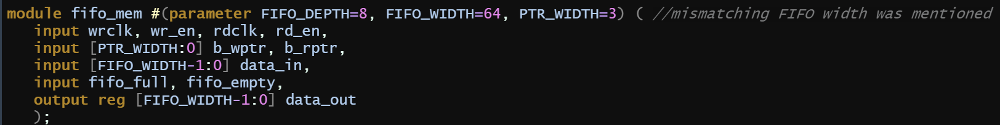 module fifo_mem #(parameter FIFO_DEPTH=8, FIFO_WIDTH=64, PTR_WIDTH=3) ( //mismatching FIFO width was mentioned
input wrclk, wr_en, rdclk, rd_en,
input [PTR_WIDTH:0] b_wptr, b_rptr,
input [FIFO_WIDTH-1:0] data_in,
input fifo_full, fifo_empty,
output reg [FIFO_WIDTH-1:0] data_out
);